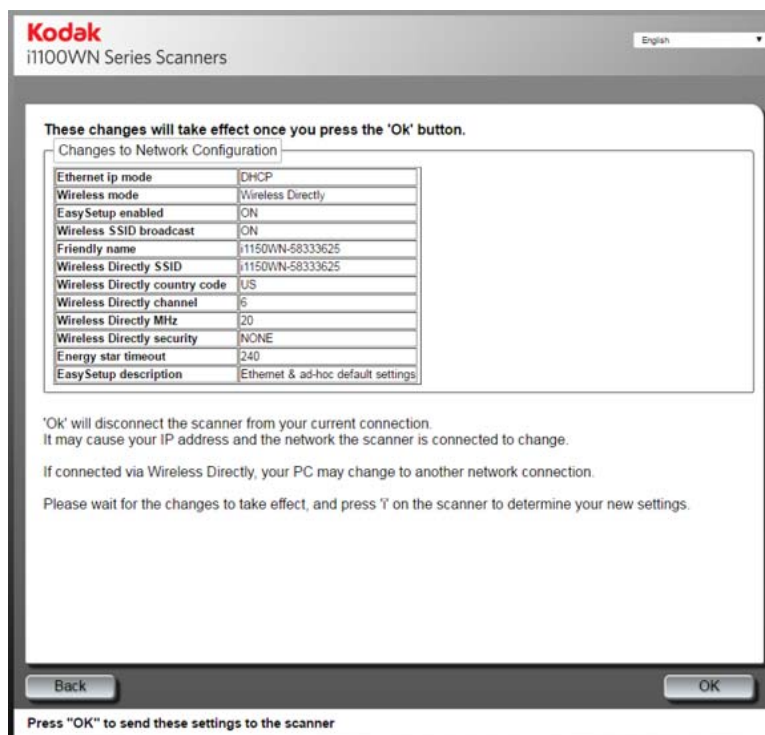 Kodak
i1100WN Series Scanners
English
These changes will take effect once you press the 'Ok' button.
Changes to Network Configuration
Ethernet ip mode DHCP
Wireless mode Wireless Directly
EasySetup enabled ON
Wireless SSID broadcast ON
Friendly name i1150WN-58333625
Wireless Directly SSID i1150WN-58333625
Wireless Directly country code US
Wireless Directly channel 6
Wireless Directly MHz 20
Wireless Directly security NONE
Energy star timeout 240
EasySetup description Ethernet & ad-hoc default settings
'Ok' will disconnect the scanner from your current connection.
It may cause your IP address and the network the scanner is connected to change.
If connected via Wireless Directly, your PC may change to another network connection.
Please wait for the changes to take effect, and press 'i' on the scanner to determine your new settings.
Back
OK
Press "OK" to send these settings to the scanner